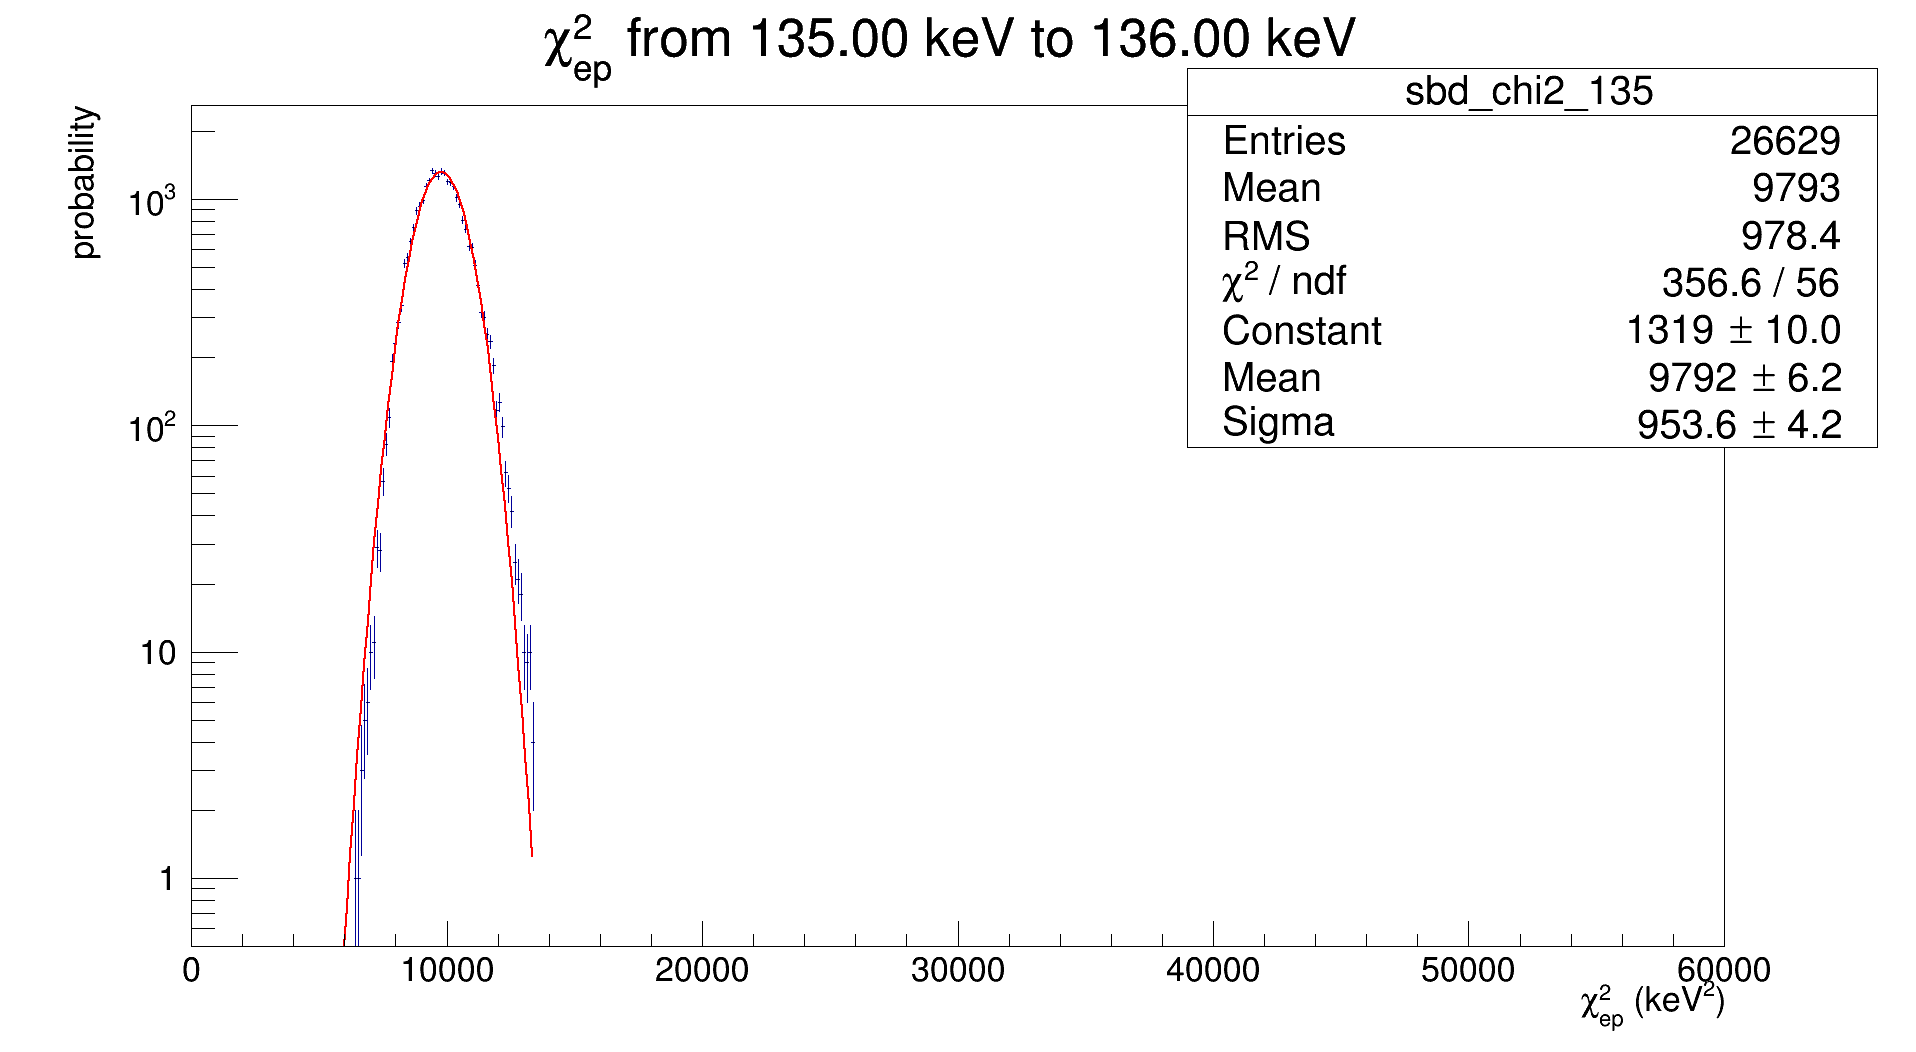 χ²ep from 135.00 keV to 136.00 keV
sbd_chi2_135
Entries 26629
Mean 9793
RMS 978.4
χ² / ndf 356.6 / 56
Constant 1319 ± 10.0
Mean 9792 ± 6.2
Sigma 953.6 ± 4.2
probability
10³
10²
10
1
0 10000 20000 30000 40000 50000 60000
χ²ep (keV²)